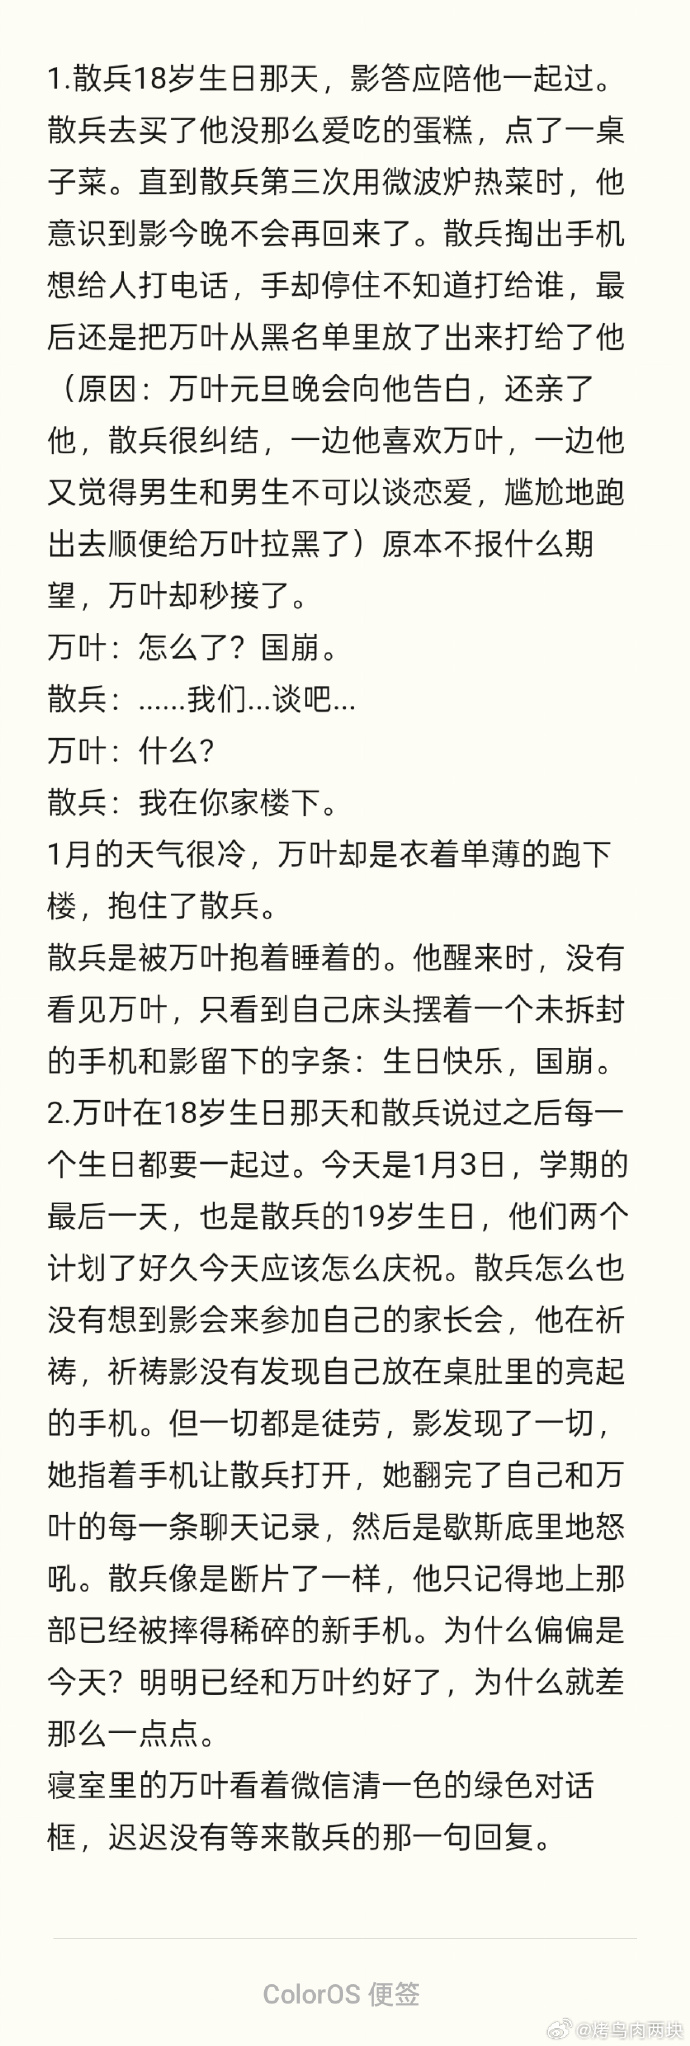 1.散兵18岁生日那天，影答应陪他一起过。
散兵去买了他没那么爱吃的蛋糕，点了一桌
子菜。直到散兵第三次用微波炉热菜时，他
意识到影今晚不会再回来了。散兵掏出手机
想给人打电话，手却停住不知道打给谁，最
后还是把万叶从黑名单里放了出来打给了他
（原因：万叶元旦晚会向他告白，还亲了
他，散兵很纠结，一边他喜欢万叶，一边他
又觉得男生和男生不可以谈恋爱，尴尬地跑
出去顺便给万叶拉黑了）原本不报什么期
望，万叶却秒接了。
万叶：怎么了？国崩。
散兵：......我们...谈吧...
万叶：什么？
散兵：我在你家楼下。
1月的天气很冷，万叶却是衣着单薄的跑下
楼，抱住了散兵。
散兵是被万叶抱着睡着的。他醒来时，没有
看见万叶，只看到自己床头摆着一个未拆封
的手机和影留下的字条：生日快乐，国崩。
2.万叶在18岁生日那天和散兵说过之后每一
个生日都要一起过。今天是1月3日，学期的
最后一天，也是散兵的19岁生日，他们两个
计划了好久今天应该怎么庆祝。散兵怎么也
没有想到影会来参加自己的家长会，他在祈
祷，祈祷影没有发现自己放在桌肚里的亮起
的手机。但一切都是徒劳，影发现了一切，
她指着手机让散兵打开，她翻完了自己和万
叶的每一条聊天记录，然后是歇斯底里地怒
吼。散兵像是断片了一样，他只记得地上那
部已经被摔得稀碎的新手机。为什么偏偏是
今天？明明已经和万叶约好了，为什么就差
那么一点点。
寝室里的万叶看着微信清一色的绿色对话
框，迟迟没有等来散兵的那一句回复。
ColorOS 便签
@烤鸟肉两块